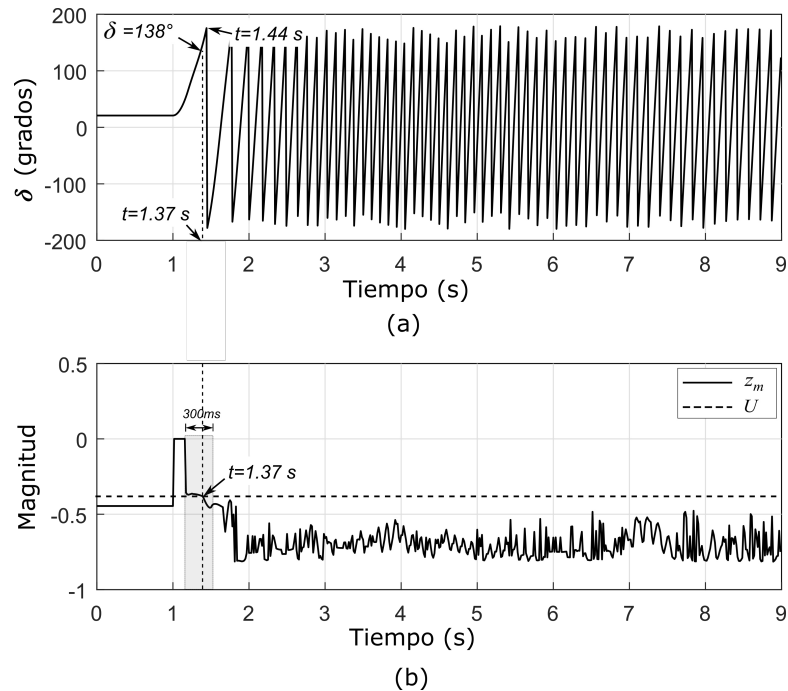 200
100
0
-100
-200
δ (grados)
δ =138°
t=1.44 s
t=1.37 s
0 1 2 3 4 5 6 7 8 9
Tiempo (s)
(a)
0.5
0
-0.5
-1
Magnitud
300ms
t=1.37 s
z_m
U
0 1 2 3 4 5 6 7 8 9
Tiempo (s)
(b)